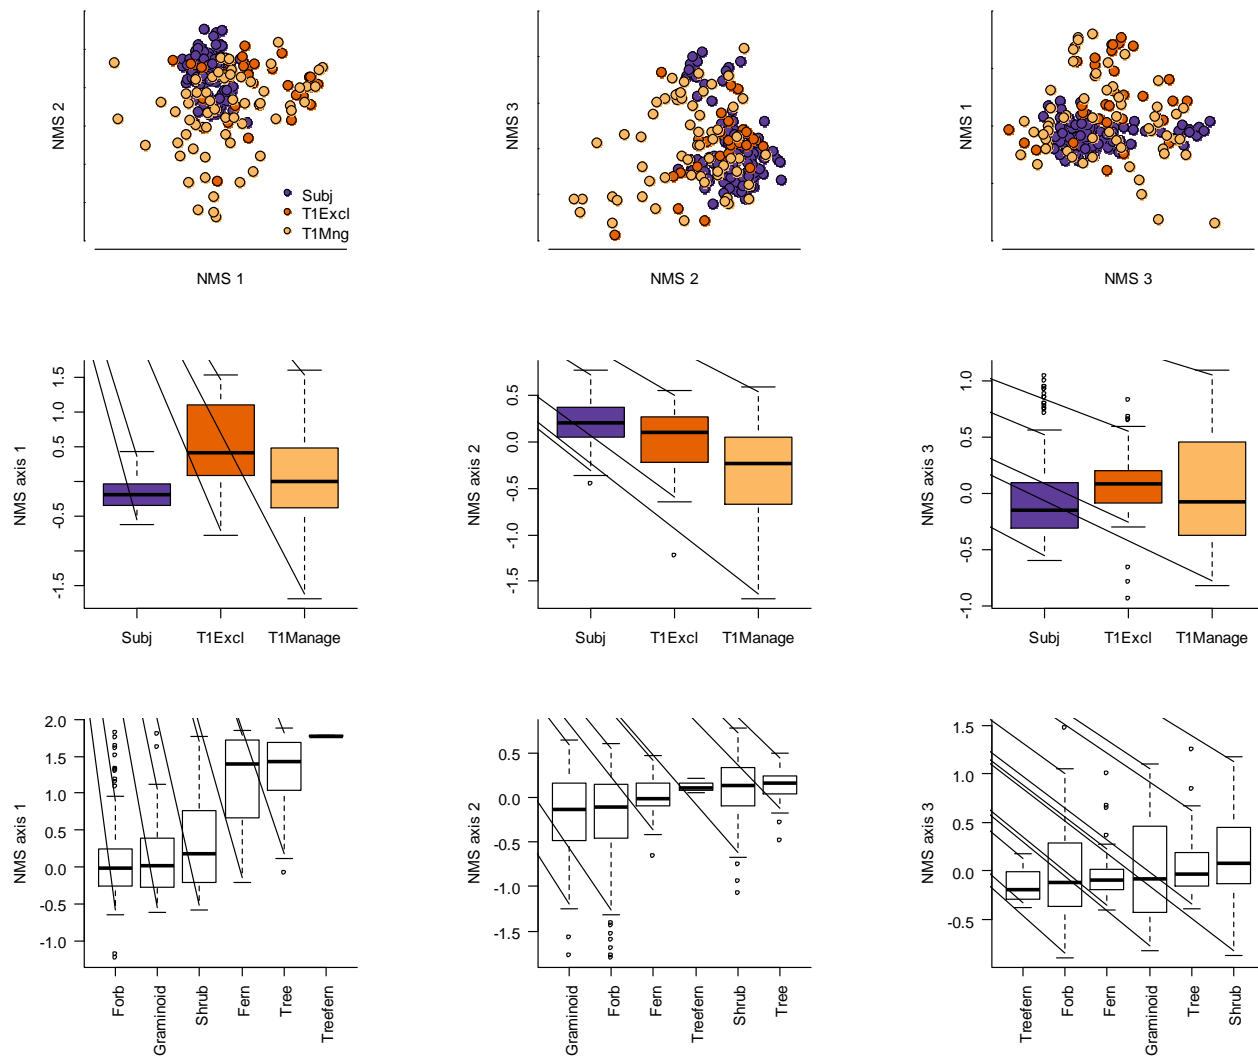 NMS 2
Subj
T1Excl
T1Mng
NMS 1
NMS 3
NMS 2
NMS 1
NMS 3
NMS axis 1
1.5
1.0
0.5
-0.5
-1.5
Subj T1Excl T1Manage
NMS axis 2
0.5
0.0
-0.5
-1.0
-1.5
Subj T1Excl T1Manage
NMS axis 3
1.0
0.5
0.0
-0.5
-1.0
Subj T1Excl T1Manage
NMS axis 1
2.0
1.5
1.0
0.5
0.0
-0.5
-1.0
Forb
Graminoid
Shrub
Fern
Tree
Treefern
NMS axis 2
0.5
0.0
-0.5
-1.0
-1.5
Graminoid
Forb
Fern
Treefern
Shrub
Tree
NMS axis 3
1.5
1.0
0.5
0.0
-0.5
Treefern
Forb
Fern
Graminoid
Tree
Shrub